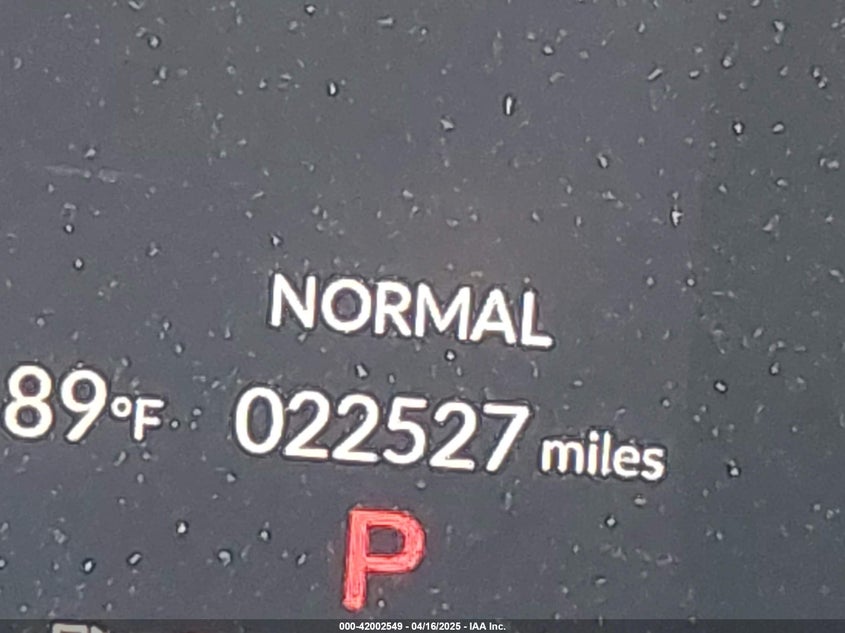 NORMAL
89°F 022527 miles
P
000-42002549 - 04/16/2025 - IAA Inc.